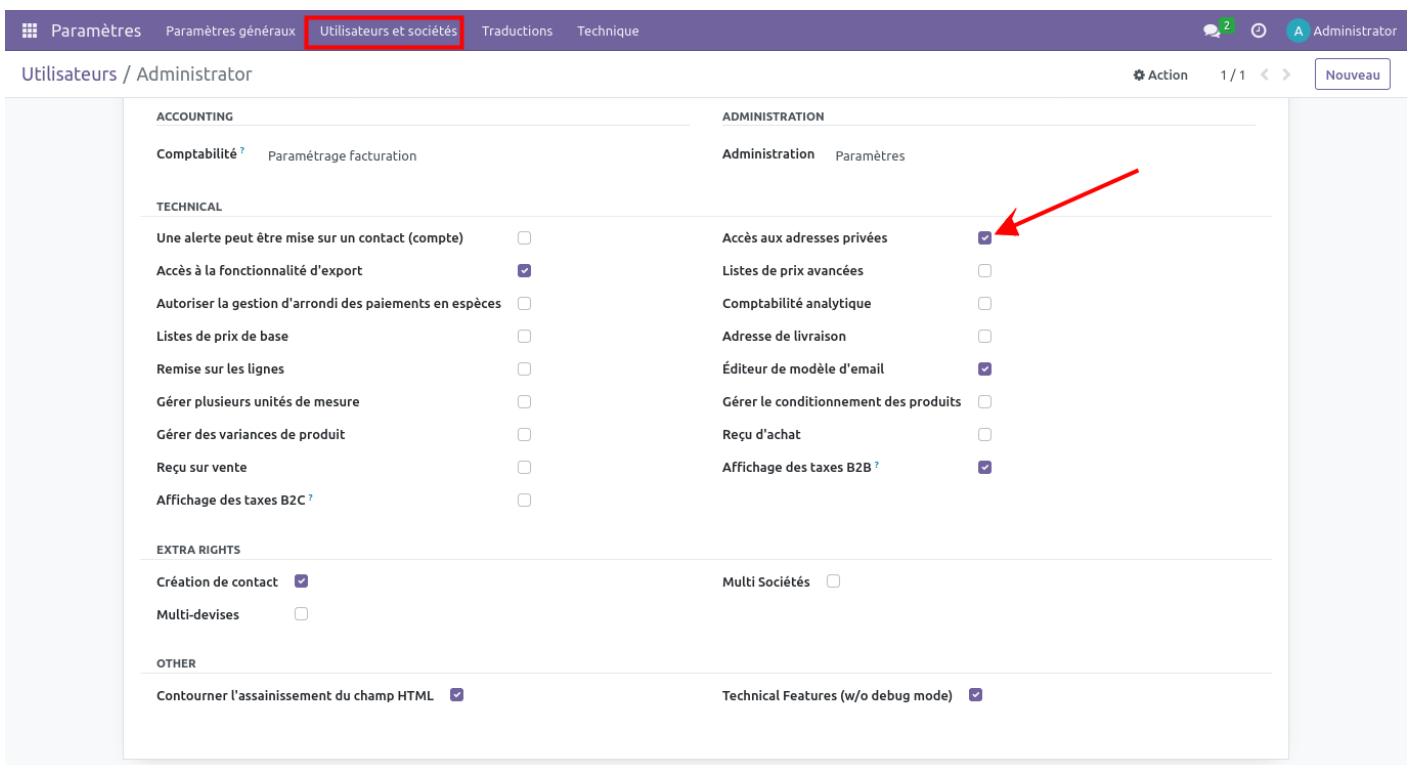 Paramètres Paramètres généraux Utilisateurs et sociétés Traductions Technique 2 A Administrator
Utilisateurs / Administrator Action 1 / 1 Nouveau
ACCOUNTING ADMINISTRATION
Comptabilité ? Paramétrage facturation Administration Paramètres
TECHNICAL
Une alerte peut être mise sur un contact (compte) Accès aux adresses privées
Accès à la fonctionnalité d'export Listes de prix avancées
Autoriser la gestion d'arrondi des paiements en espèces Comptabilité analytique
Listes de prix de base Adresse de livraison
Remise sur les lignes Éditeur de modèle d'email
Gérer plusieurs unités de mesure Gérer le conditionnement des produits
Gérer des variances de produit Reçu d'achat
Reçu sur vente Affichage des taxes B2B ?
Affichage des taxes B2C ?
EXTRA RIGHTS
Création de contact Multi Sociétés
Multi-devises
OTHER
Contourner l'assainissement du champ HTML Technical Features (w/o debug mode)